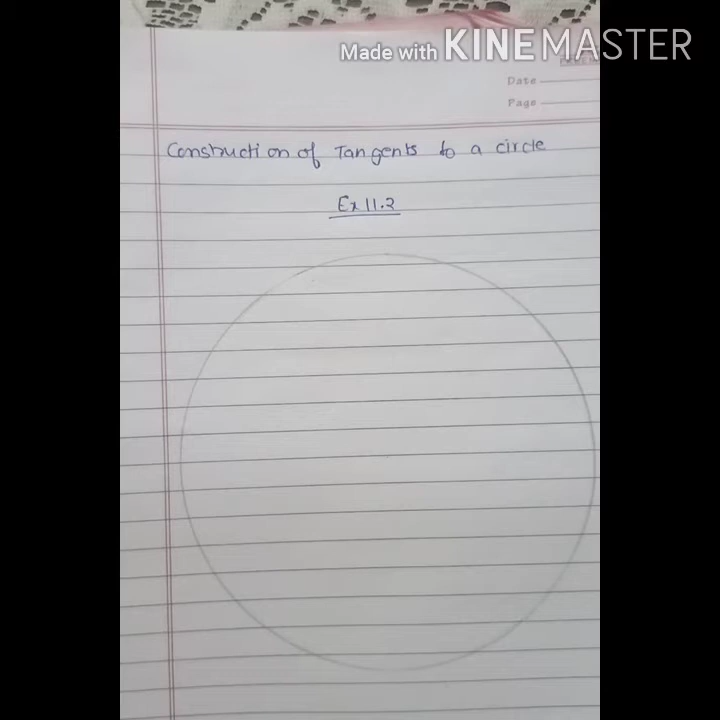 Made with KINEMASTER
Date
Page
Construction of Tangents to a circle
Ex 11.2